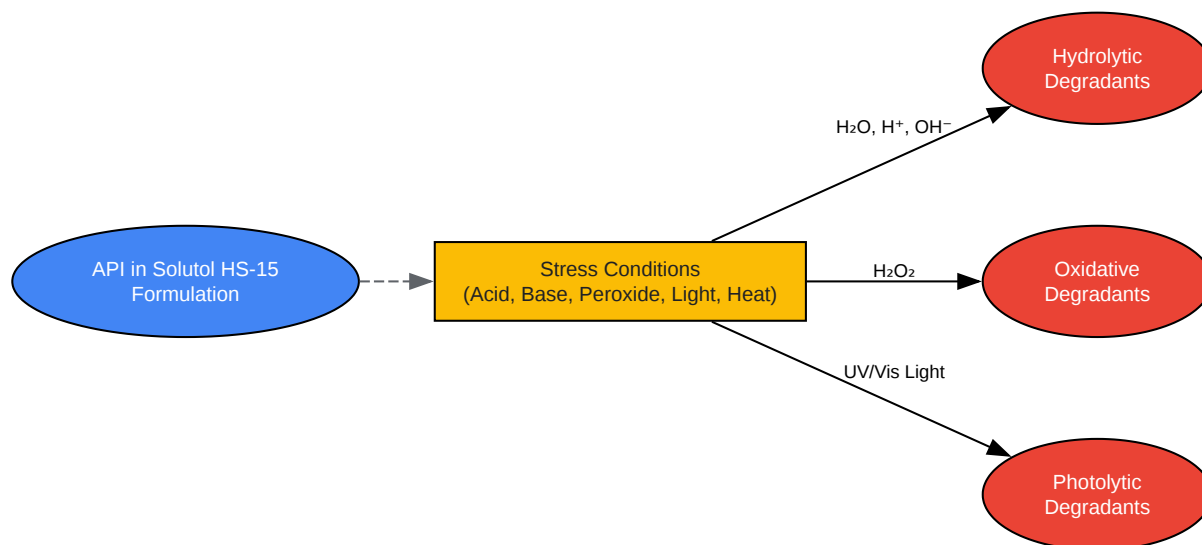 Hydrolytic
Degradants
H₂O, H⁺, OH⁻
API in Solutol HS-15
Formulation
Stress Conditions
(Acid, Base, Peroxide, Light, Heat)
H₂O₂
Oxidative
Degradants
UV/Vis Light
Photolytic
Degradants